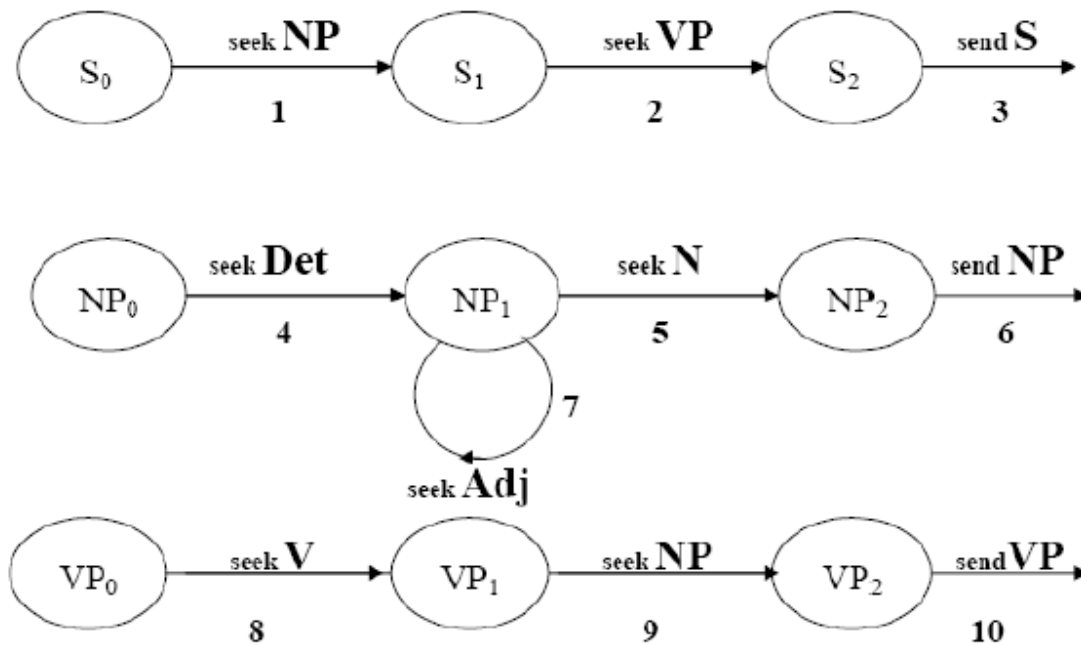 seek NP seek VP send S
S0 S1 S2
1 2 3
seek Det seek N send NP
NP0 NP1 NP2
4 5 6
7
seek Adj
seek V seek NP send VP
VP0 VP1 VP2
8 9 10